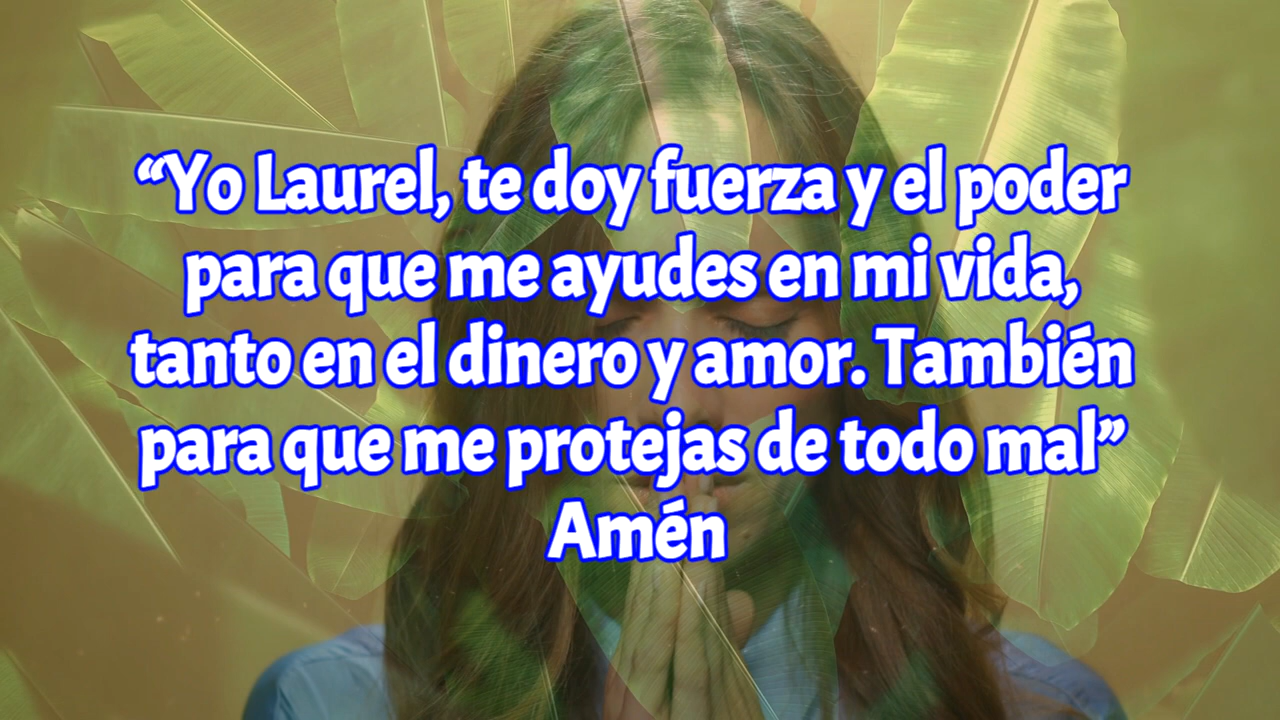 “Yo Laurel, te doy fuerza y el poder
para que me ayudes en mi vida,
tanto en el dinero y amor. También
para que me protejas de todo mal”
Amén